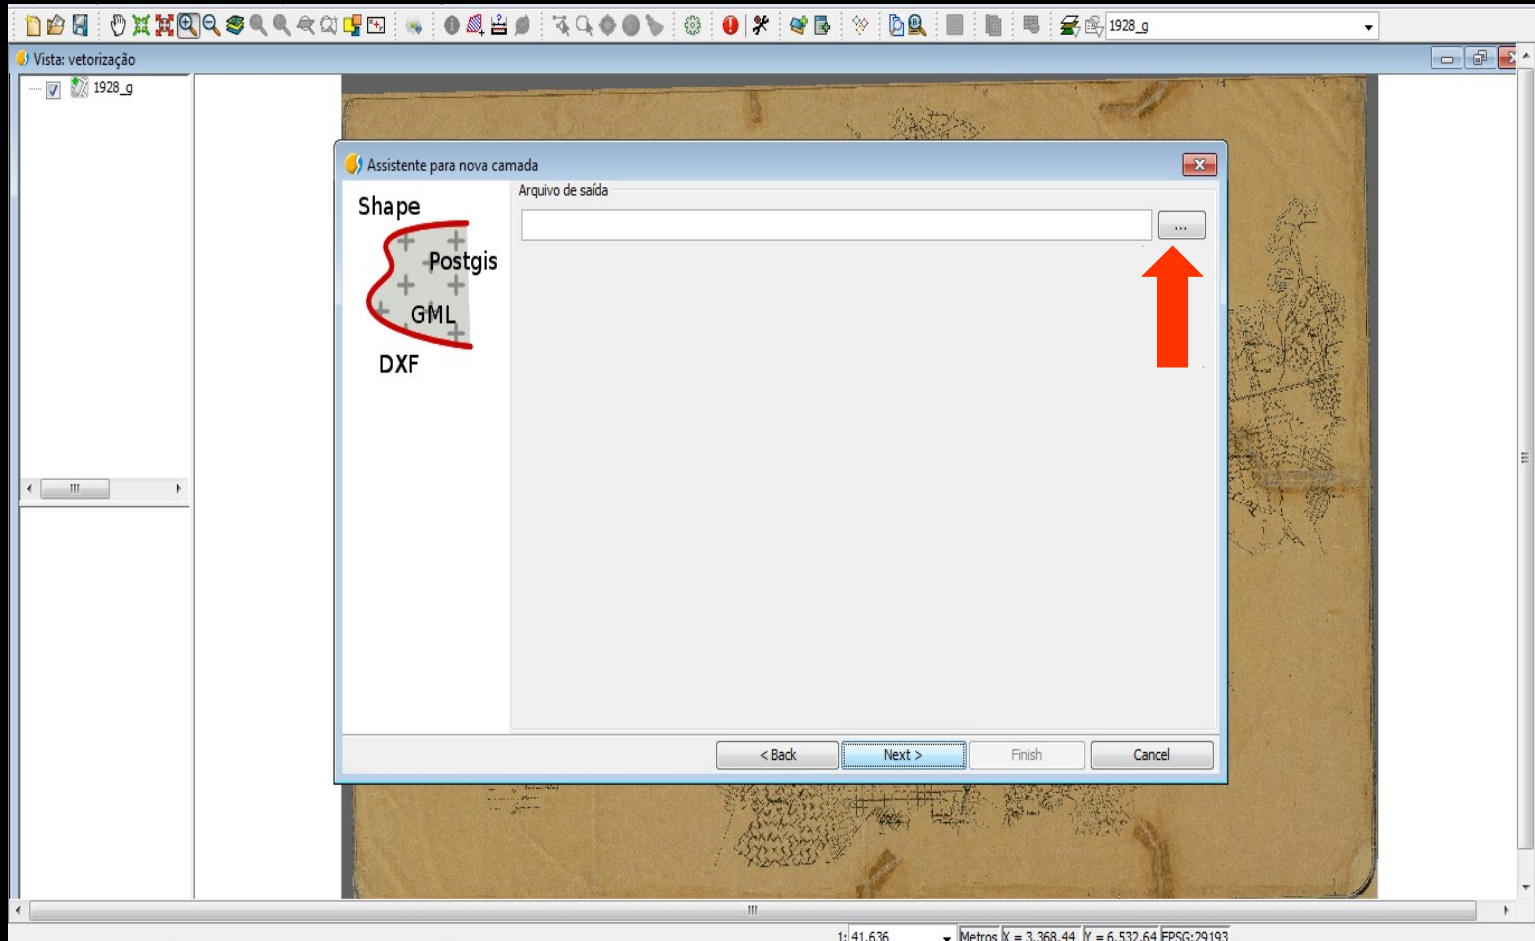 1928_g
Vista: vetorização
1928_g
Assistente para nova camada
Shape
Postgis
GML
DXF
Arquivo de saída
...
< Back
Next >
Finish
Cancel
1: 41.636
Metros
X = 3.368,44
Y = 6.532,64
EPSG:29193